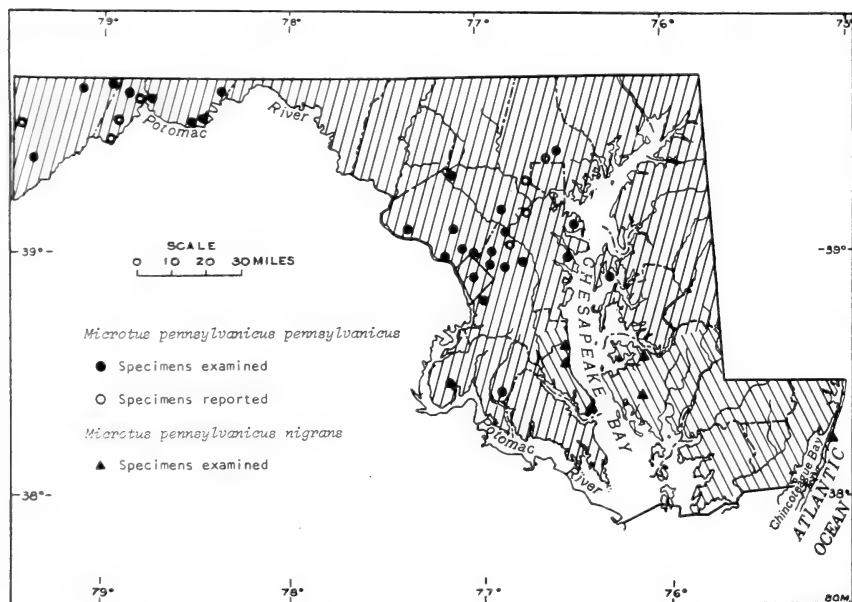 79° 78° 77° 76° 75°
Potomac River
39° 39°
SCALE
0 10 20 30 MILES
CHESAPEAKE BAY
Microtus pennsylvanicus pennsylvanicus
● Specimens examined
○ Specimens reported
Microtus pennsylvanicus nigrans
▲ Specimens examined
Potomac River
Chincoteague Bay
ATLANTIC OCEAN
38° 38°
79° 78° 77° 76°